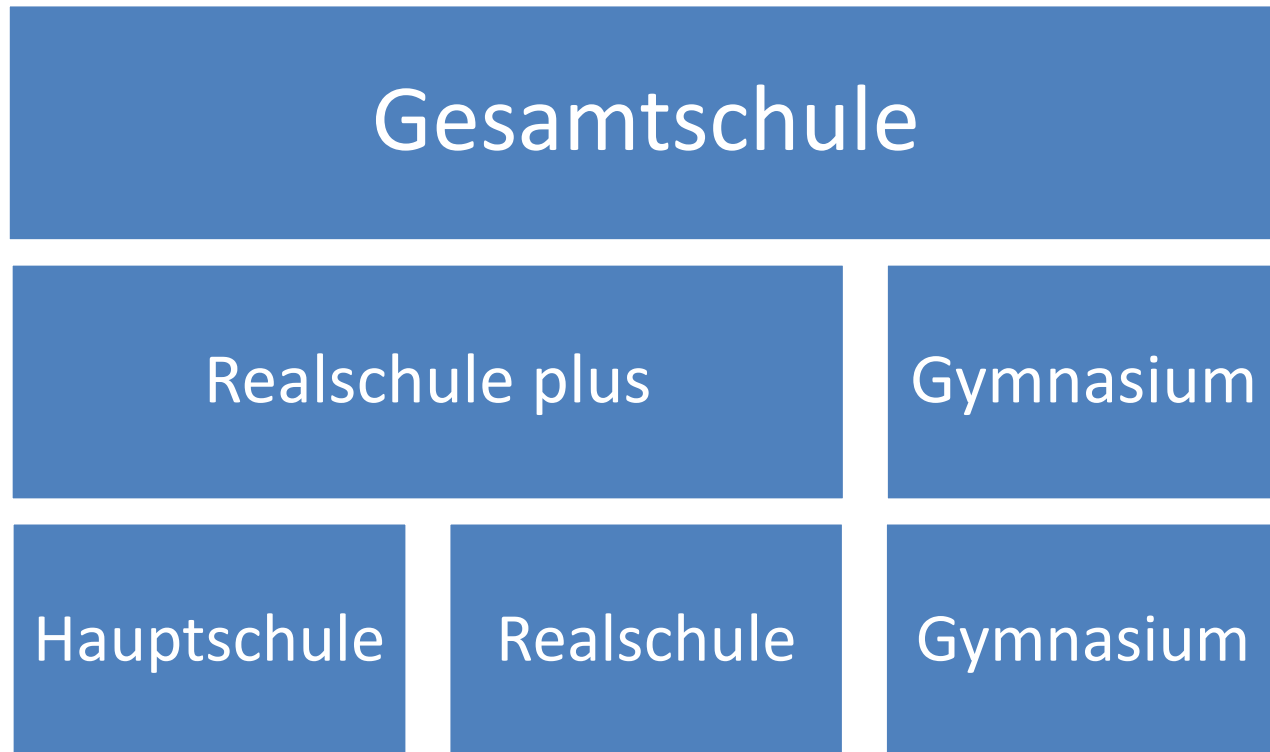 Gesamtschule
Realschule plus
Gymnasium
Hauptschule
Realschule
Gymnasium